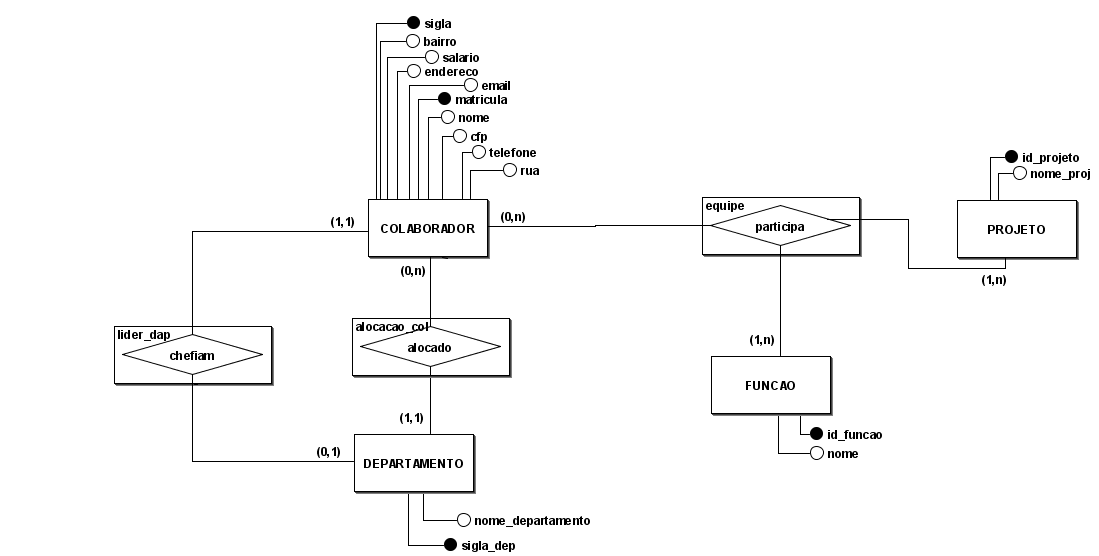 sigla
bairro
salario
endereco
email
matricula
nome
cfp
telefone
rua
id_projeto
nome_proj
(1,1)
COLABORADOR
(0,n)
equipe
participa
PROJETO
(0,n)
(1,n)
lider_dap
chefiam
alocacao_col
alocado
(1,n)
FUNCAO
(1,1)
(0,1)
DEPARTAMENTO
id_funcao
nome
nome_departamento
sigla_dep